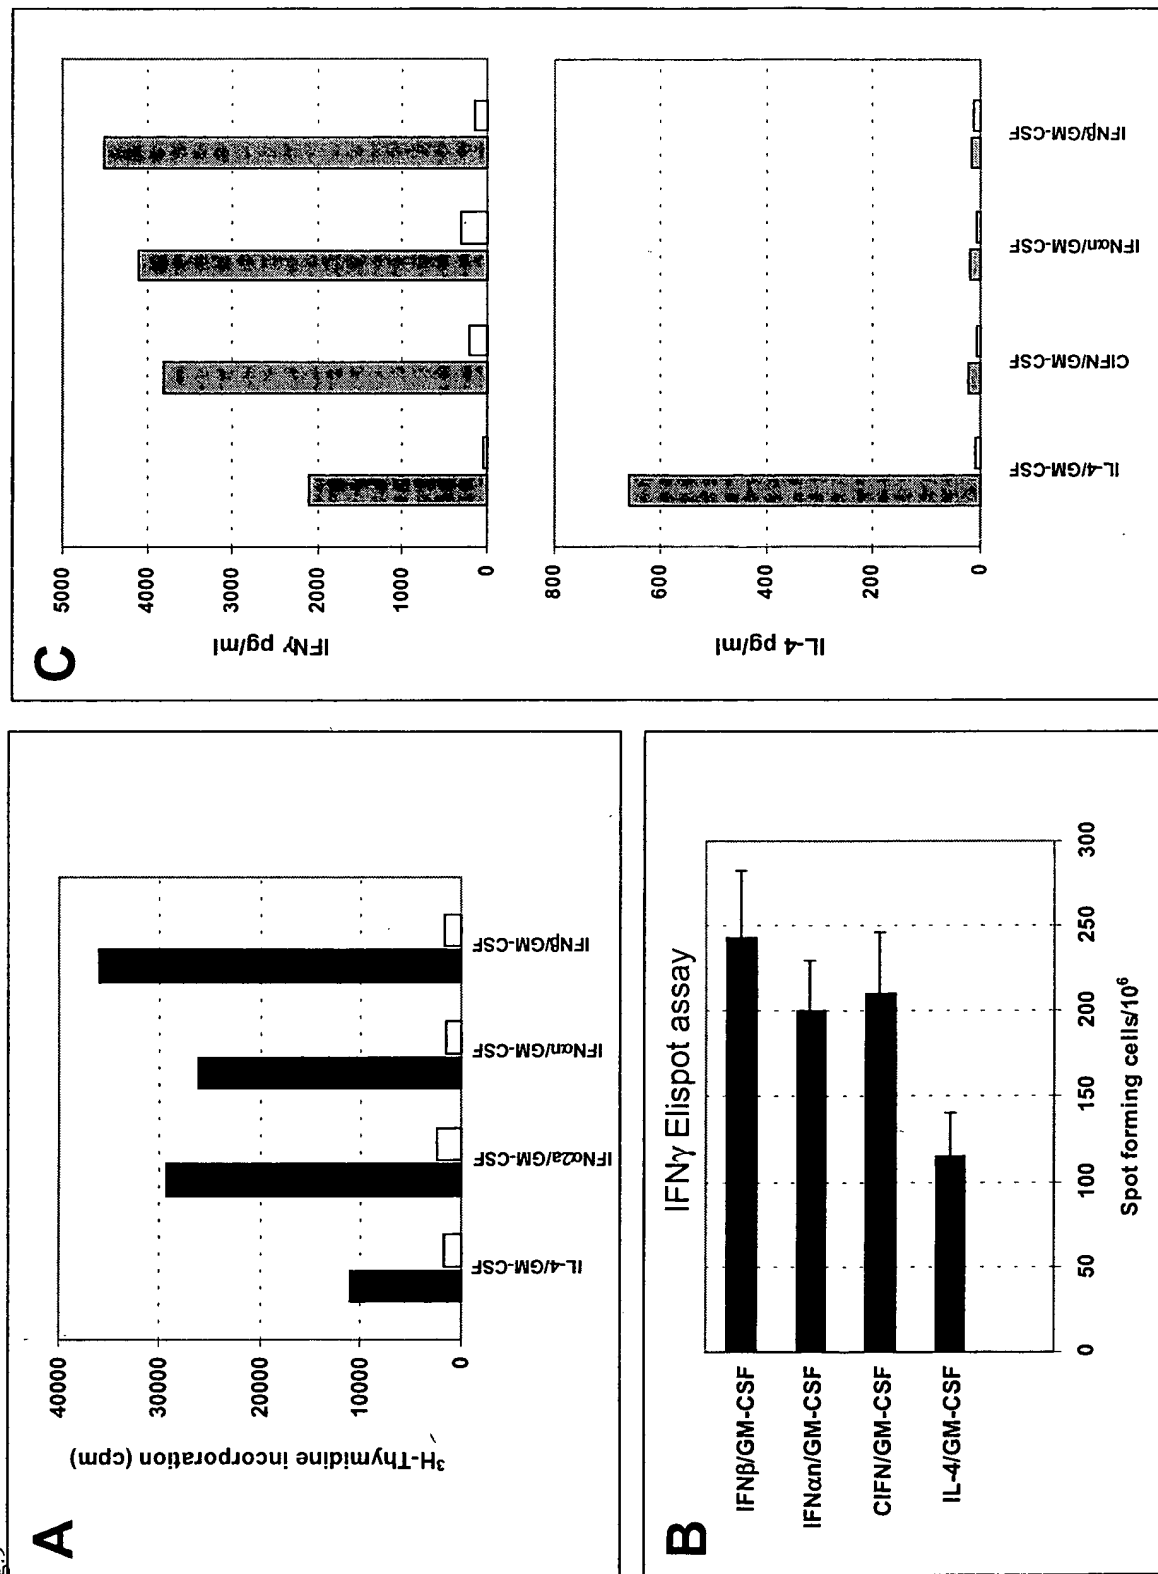 A
³H-Thymidine incorporation (cpm)
40000
30000
20000
10000
0
IL-4/GM-CSF
IFNα2a/GM-CSF
IFNαn/GM-CSF
IFNβ/GM-CSF
B
IFNγ Elispot assay
IFNβ/GM-CSF
IFNαn/GM-CSF
CIFN/GM-CSF
IL-4/GM-CSF
0 50 100 150 200 250 300
Spot forming cells/10⁶
C
IFNγ pg/ml
5000
4000
3000
2000
1000
0
IL-4 pg/ml
800
600
400
200
0
IL-4/GM-CSF
CIFN/GM-CSF
IFNαn/GM-CSF
IFNβ/GM-CSF